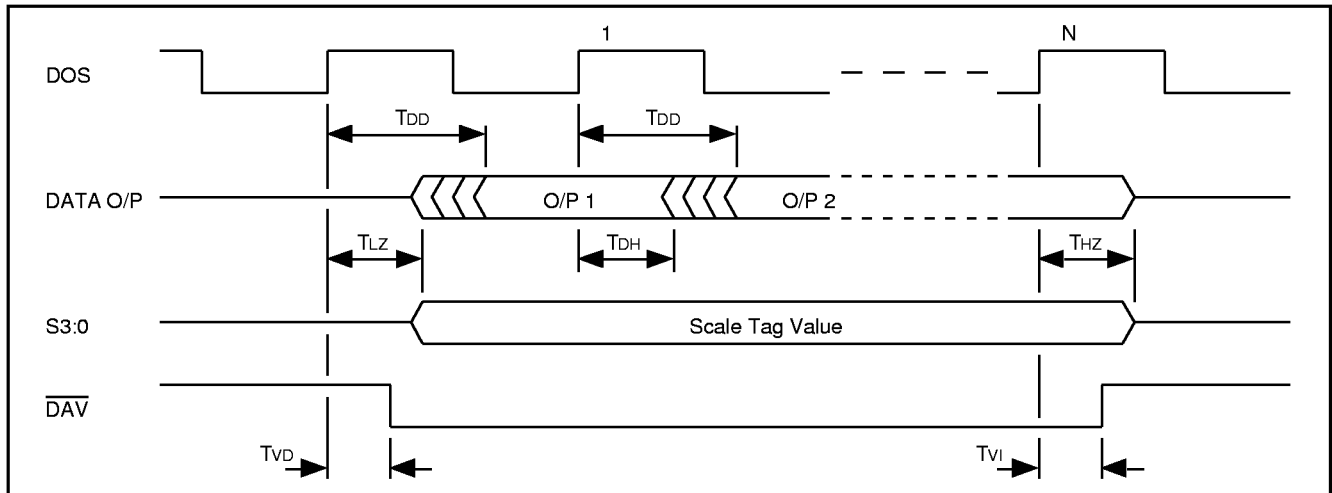 1 N
DOS
TDD TDD
DATA O/P O/P 1 O/P 2
TLZ TDH THZ
S3:0 Scale Tag Value
DAV
TVD TVI